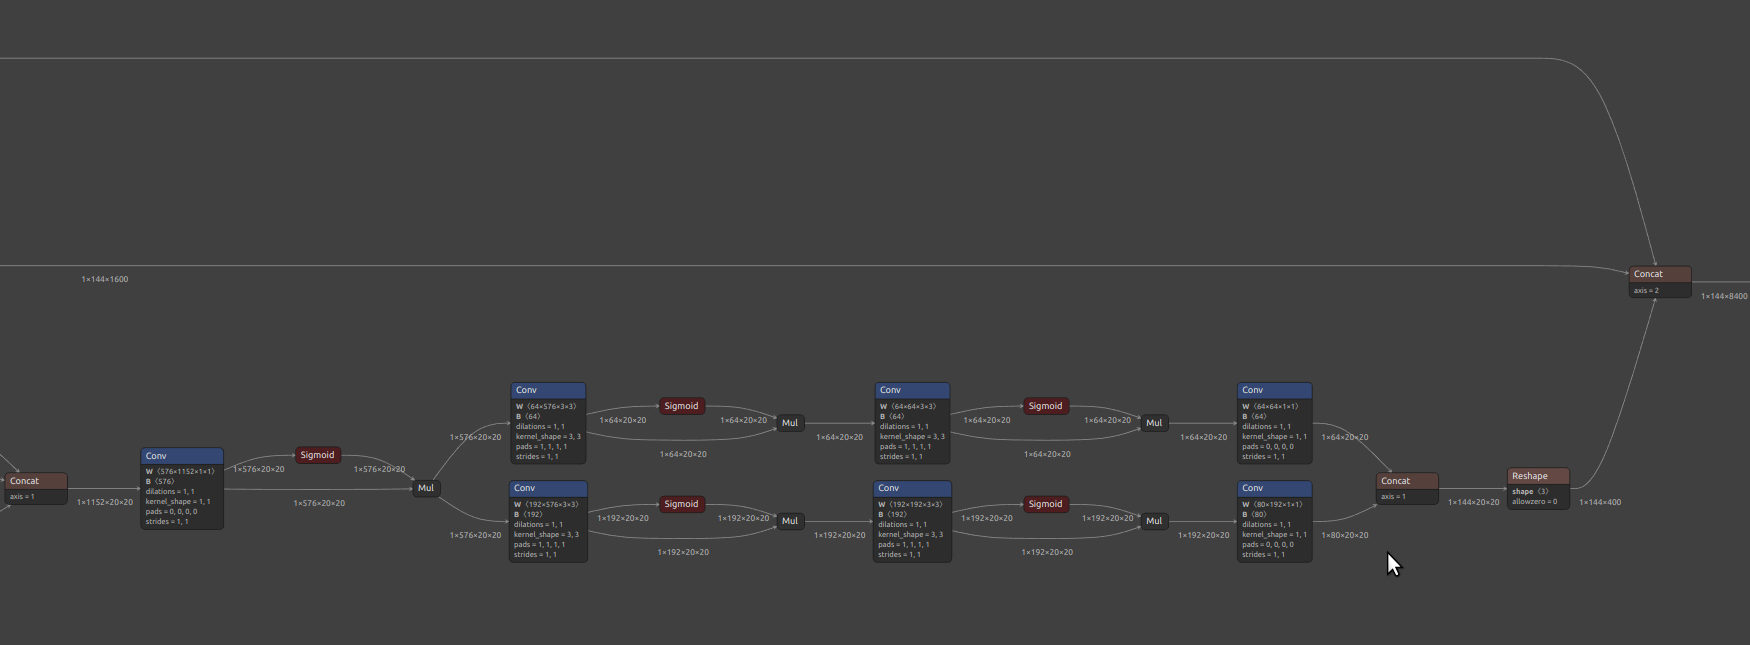 1×144×1600
Concat
axis = 2
1×144×8400
Concat
axis = 1
1×1152×20×20
Conv
W ⟨576×1152×1×1⟩
B ⟨576⟩
dilations = 1, 1
kernel_shape = 1, 1
pads = 0, 0, 0, 0
strides = 1, 1
1×576×20×20
Sigmoid
1×576×20×20
1×576×20×20
Mul
1×576×20×20
Conv
W ⟨64×576×3×3⟩
B ⟨64⟩
dilations = 1, 1
kernel_shape = 3, 3
pads = 1, 1, 1, 1
strides = 1, 1
1×64×20×20
Sigmoid
1×64×20×20
1×64×20×20
Mul
1×64×20×20
Conv
W ⟨64×64×3×3⟩
B ⟨64⟩
dilations = 1, 1
kernel_shape = 3, 3
pads = 1, 1, 1, 1
strides = 1, 1
1×64×20×20
Sigmoid
1×64×20×20
1×64×20×20
Mul
1×64×20×20
Conv
W ⟨64×64×1×1⟩
B ⟨64⟩
dilations = 1, 1
kernel_shape = 1, 1
pads = 0, 0, 0, 0
strides = 1, 1
1×64×20×20
1×576×20×20
Conv
W ⟨192×576×3×3⟩
B ⟨192⟩
dilations = 1, 1
kernel_shape = 3, 3
pads = 1, 1, 1, 1
strides = 1, 1
1×192×20×20
Sigmoid
1×192×20×20
1×192×20×20
Mul
1×192×20×20
Conv
W ⟨192×192×3×3⟩
B ⟨192⟩
dilations = 1, 1
kernel_shape = 3, 3
pads = 1, 1, 1, 1
strides = 1, 1
1×192×20×20
Sigmoid
1×192×20×20
1×192×20×20
Mul
1×192×20×20
Conv
W ⟨80×192×1×1⟩
B ⟨80⟩
dilations = 1, 1
kernel_shape = 1, 1
pads = 0, 0, 0, 0
strides = 1, 1
1×80×20×20
Concat
axis = 1
1×144×20×20
Reshape
shape ⟨3⟩
allowzero = 0
1×144×400